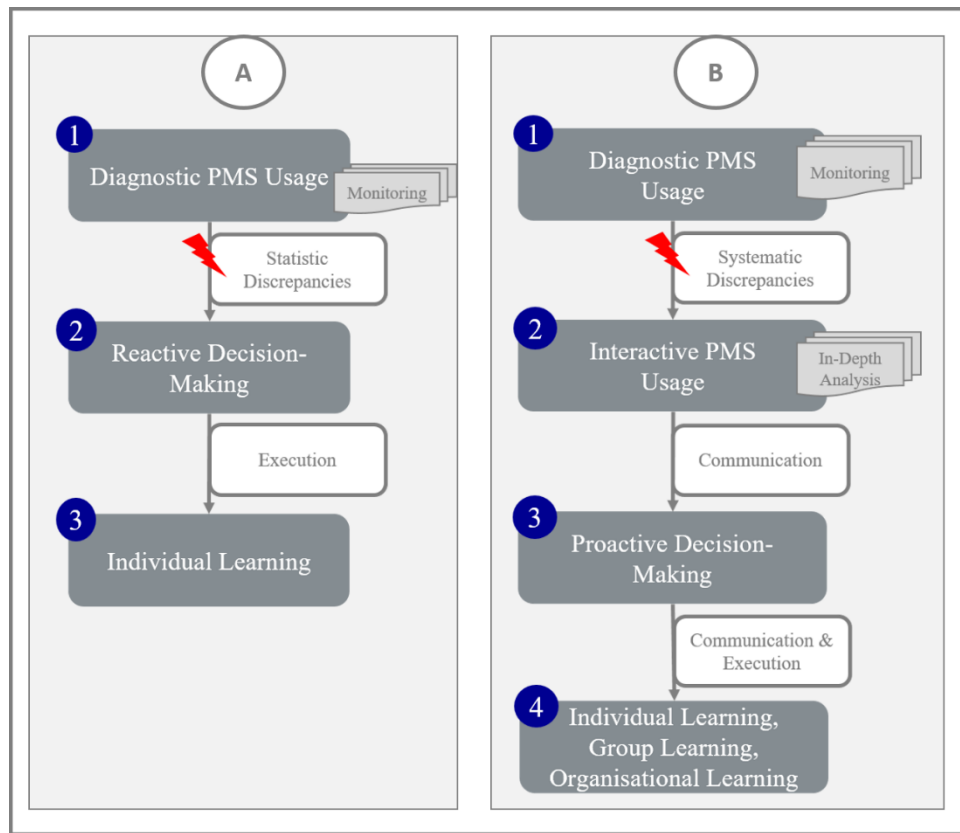 A
1
Diagnostic PMS Usage
Monitoring
Statistic
Discrepancies
2
Reactive Decision-
Making
Execution
3
Individual Learning
B
1
Diagnostic PMS
Usage
Monitoring
Systematic
Discrepancies
2
Interactive PMS
Usage
In-Depth
Analysis
Communication
3
Proactive Decision-
Making
Communication &
Execution
4
Individual Learning,
Group Learning,
Organisational Learning